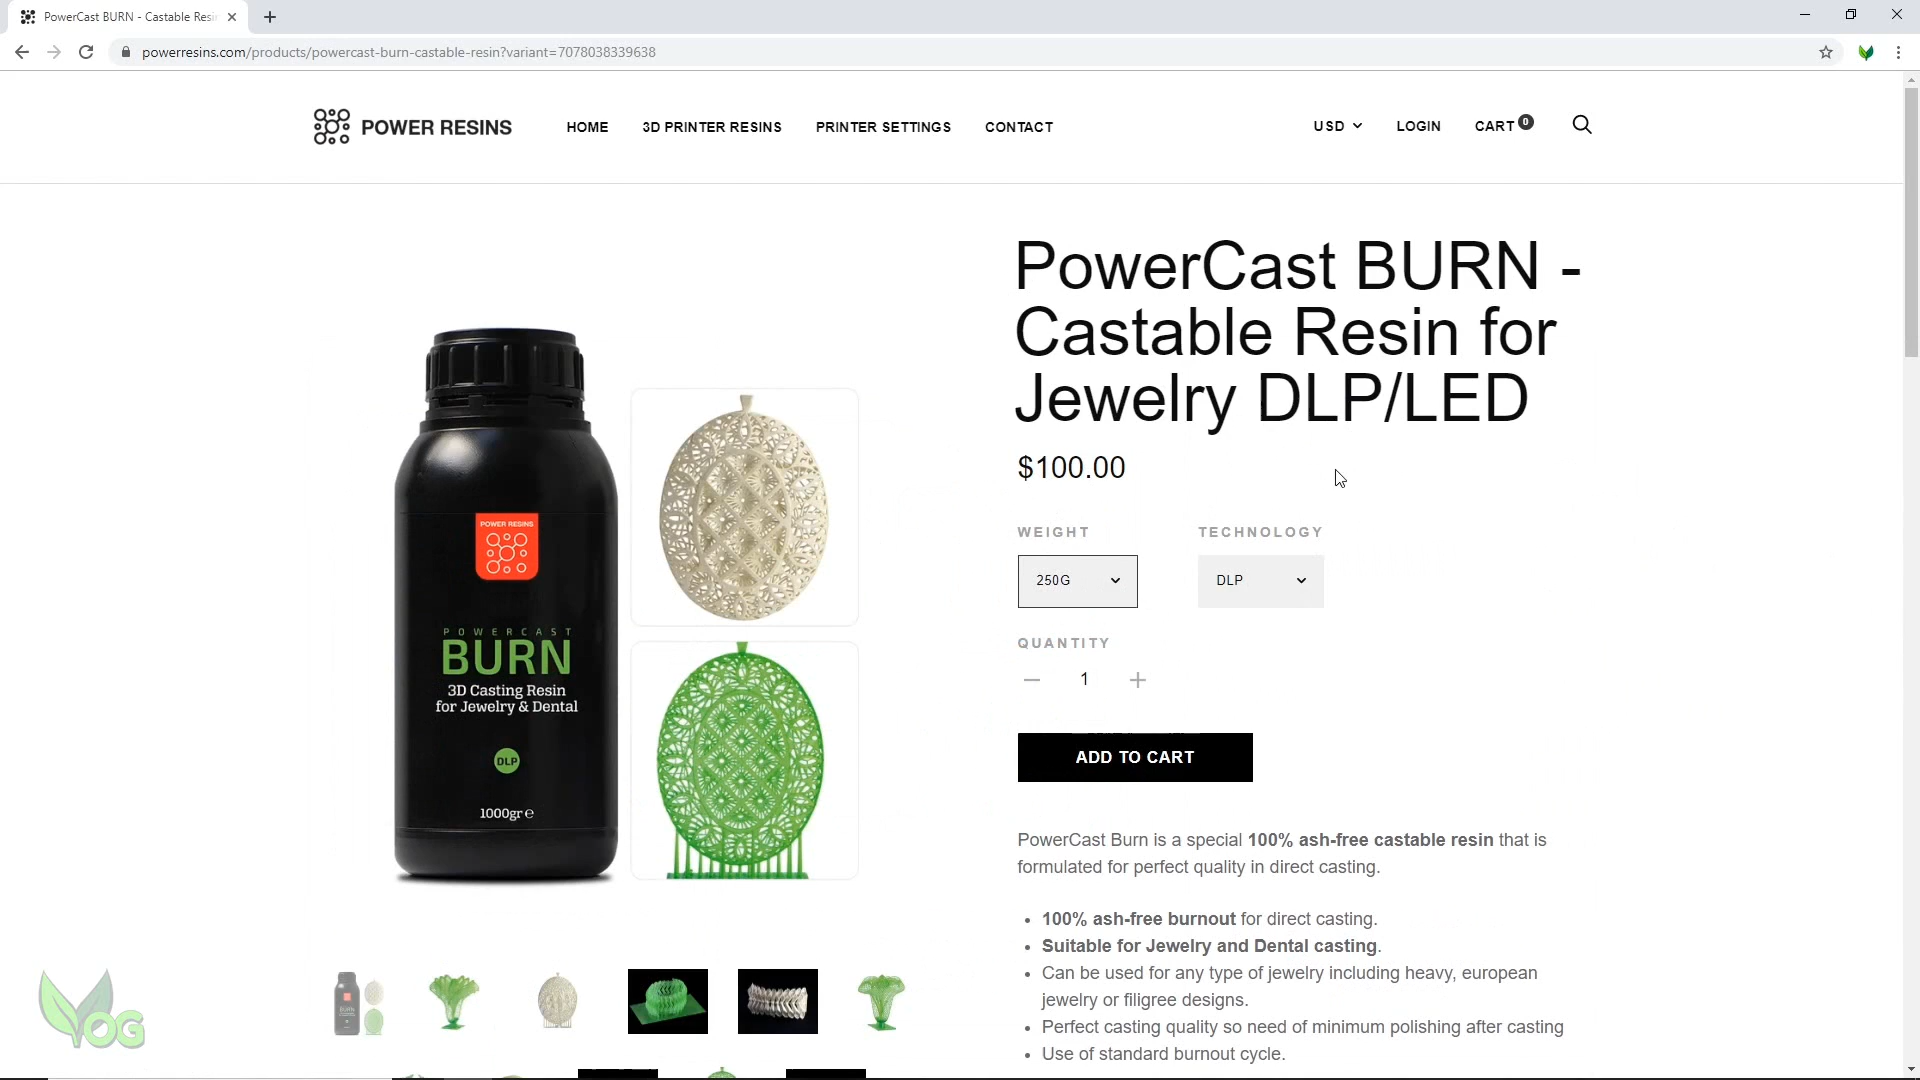 PowerCast BURN - Castable Resin
powerresins.com/products/powercast-burn-castable-resin?variant=7078038339638
POWER RESINS
HOME
3D PRINTER RESINS
PRINTER SETTINGS
CONTACT
USD
LOGIN
CART 0
PowerCast BURN -
Castable Resin for
Jewelry DLP/LED
$100.00
WEIGHT
TECHNOLOGY
250G
DLP
QUANTITY
1
ADD TO CART
PowerCast Burn is a special 100% ash-free castable resin that is
formulated for perfect quality in direct casting.
• 100% ash-free burnout for direct casting.
• Suitable for Jewelry and Dental casting.
• Can be used for any type of jewelry including heavy, european
jewelry or filigree designs.
• Perfect casting quality so need of minimum polishing after casting
• Use of standard burnout cycle.
POWER RESINS
POWERCAST
BURN
3D Casting Resin
for Jewelry & Dental
DLP
1000gr ℮
YOG